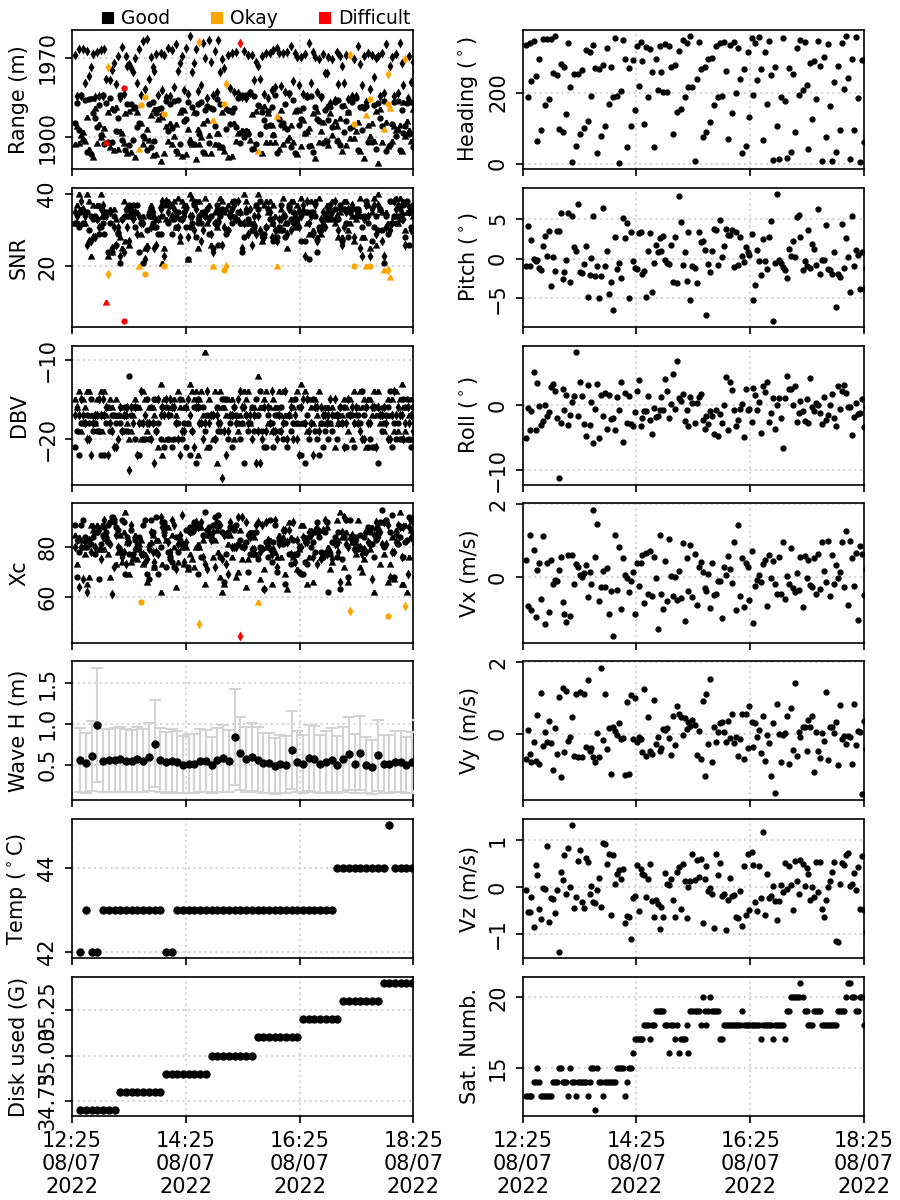 Good Okay Difficult
Range (m)
1970
1900
Heading (°)
200
0
SNR
40
20
Pitch (°)
5
0
−5
DBV
−10
−20
Roll (°)
0
−10
Xc
80
60
Vx (m/s)
2
0
Wave H (m)
1.5
1.0
0.5
Vy (m/s)
2
0
Temp (°C)
44
42
Vz (m/s)
1
0
−1
Disk used (G)
35.25
35.00
34.75
Sat. Numb.
20
15
12:25 14:25 16:25 18:25
08/07 08/07 08/07 08/07
2022 2022 2022 2022
12:25 14:25 16:25 18:25
08/07 08/07 08/07 08/07
2022 2022 2022 2022